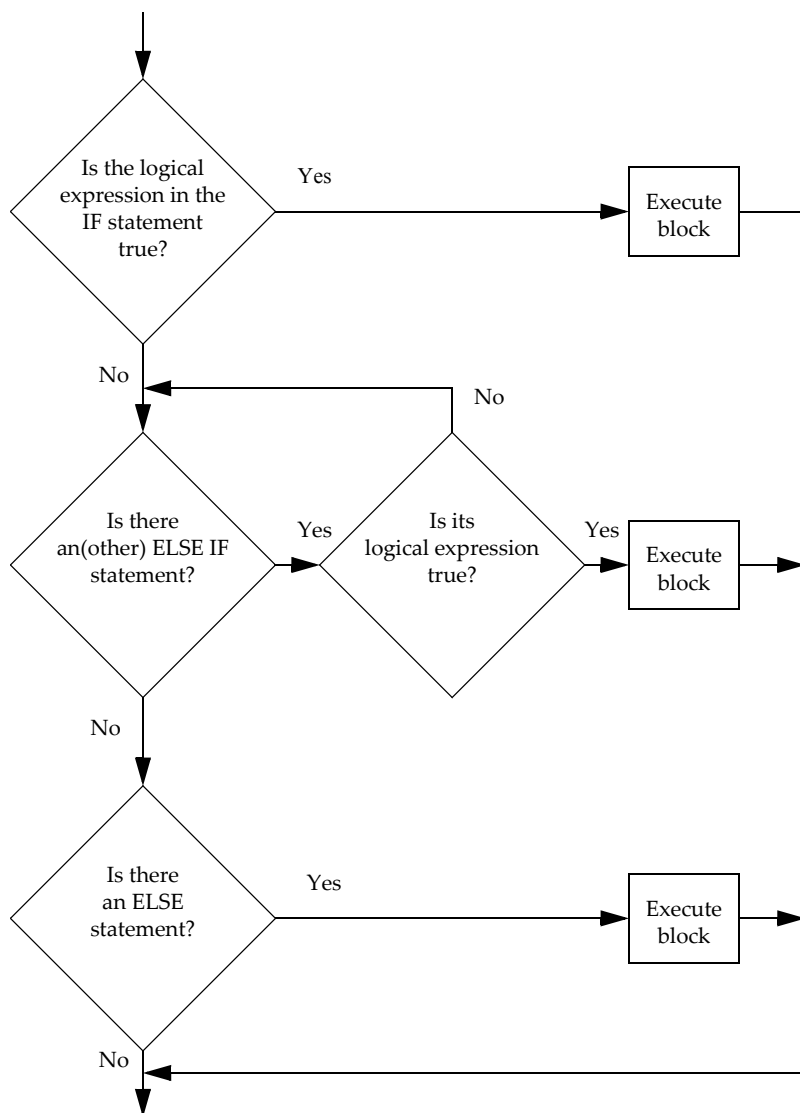 Is the logical
expression in the
IF statement
true?
Yes
Execute
block
No
No
Is there
an(other) ELSE IF
statement?
Yes
Is its
logical expression
true?
Yes
Execute
block
No
Is there
an ELSE
statement?
Yes
Execute
block
No